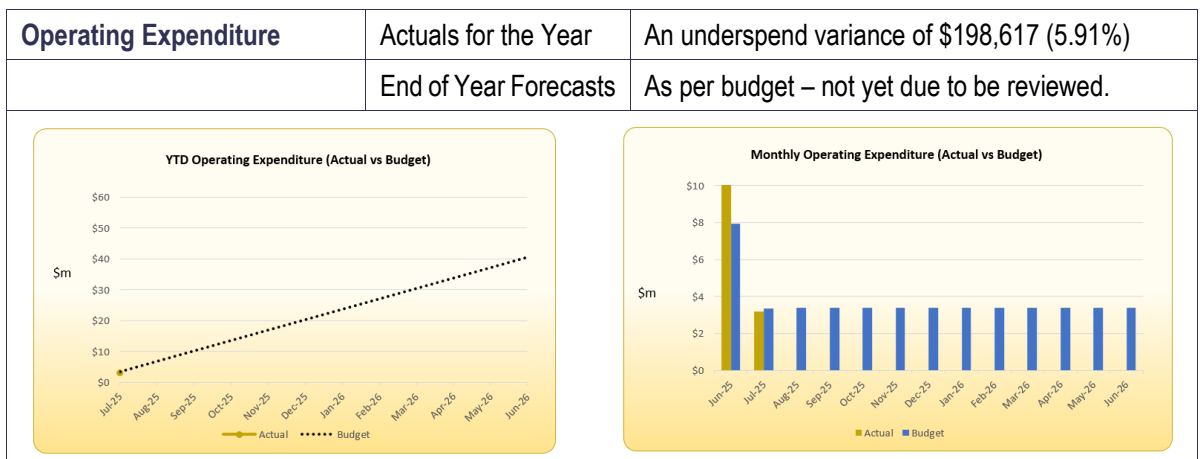 Operating Expenditure
Actuals for the Year
An underspend variance of $198,617 (5.91%)
End of Year Forecasts
As per budget – not yet due to be reviewed.
YTD Operating Expenditure (Actual vs Budget)
$60
$50
$40
$m
$30
$20
$10
$0
Jul-25
Aug-25
Sep-25
Oct-25
Nov-25
Dec-25
Jan-26
Feb-26
Mar-26
Apr-26
May-26
Jun-26
Actual
Budget
Monthly Operating Expenditure (Actual vs Budget)
$10
$8
$6
$m
$4
$2
$0
Jun-25
Jul-25
Aug-25
Sep-25
Oct-25
Nov-25
Dec-25
Jan-26
Feb-26
Mar-26
Apr-26
May-26
Jun-26
Actual
Budget